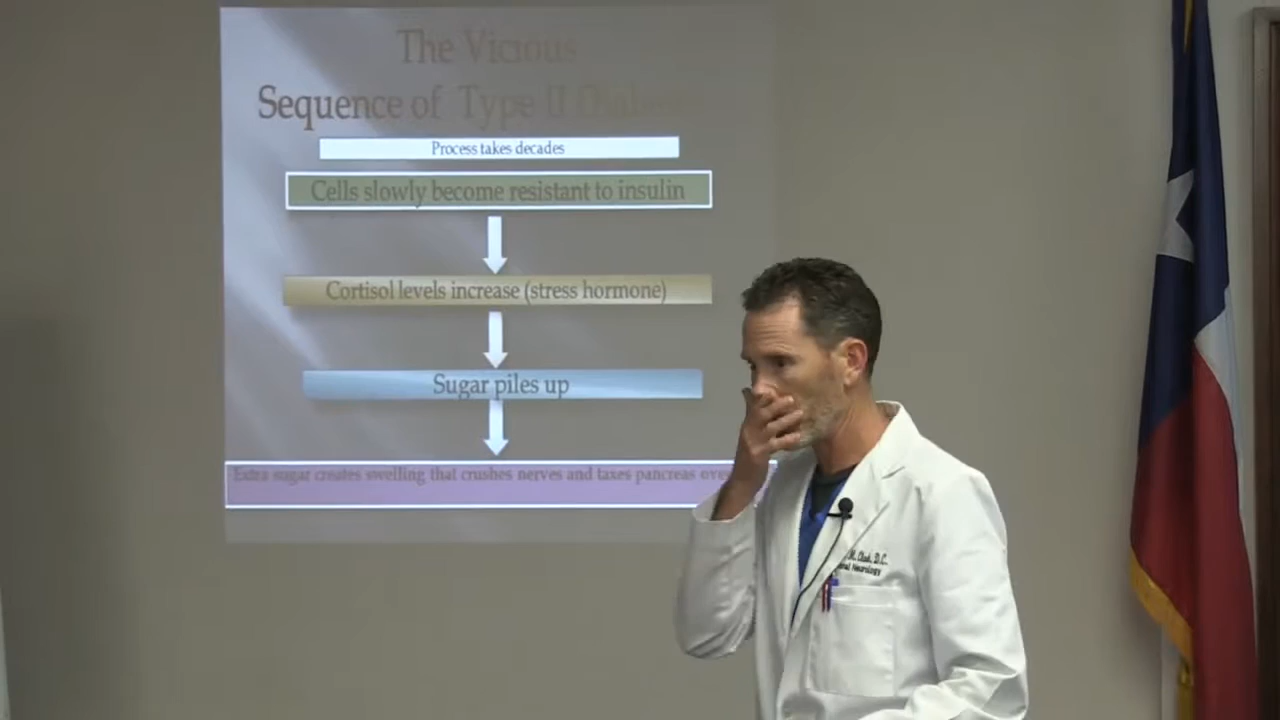 The Vicious
Sequence of Type II
Process takes decades
Cells slowly become resistant to insulin
Cortisol levels increase (stress hormone)
Sugar piles up
Extra sugar creates swelling that crushes nerves and taxes pancreas
D.C.
Neurology